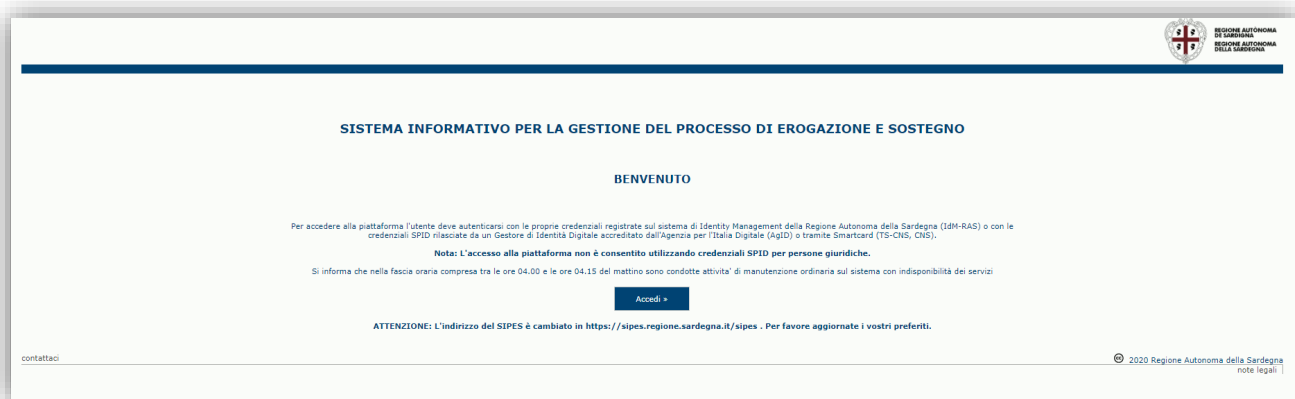 REGIONE AUTÒNOMA
DE SARDIGNA
REGIONE AUTONOMA
DELLA SARDEGNA
SISTEMA INFORMATIVO PER LA GESTIONE DEL PROCESSO DI EROGAZIONE E SOSTEGNO
BENVENUTO
Per accedere alla piattaforma l'utente deve autenticarsi con le proprie credenziali registrate sul sistema di Identity Management della Regione Autonoma della Sardegna (IdM-RAS) o con le
credenziali SPID rilasciate da un Gestore di Identità Digitale accreditato dall'Agenzia per l'Italia Digitale (AgID) o tramite Smartcard (TS-CNS, CNS).
Nota: L'accesso alla piattaforma non è consentito utilizzando credenziali SPID per persone giuridiche.
Si informa che nella fascia oraria compresa tra le ore 04.00 e le ore 04.15 del mattino sono condotte attivita' di manutenzione ordinaria sul sistema con indisponibilità dei servizi
Accedi »
ATTENZIONE: L'indirizzo del SIPES è cambiato in https://sipes.regione.sardegna.it/sipes . Per favore aggiornate i vostri preferiti.
contattaci
2020 Regione Autonoma della Sardegna
note legali |